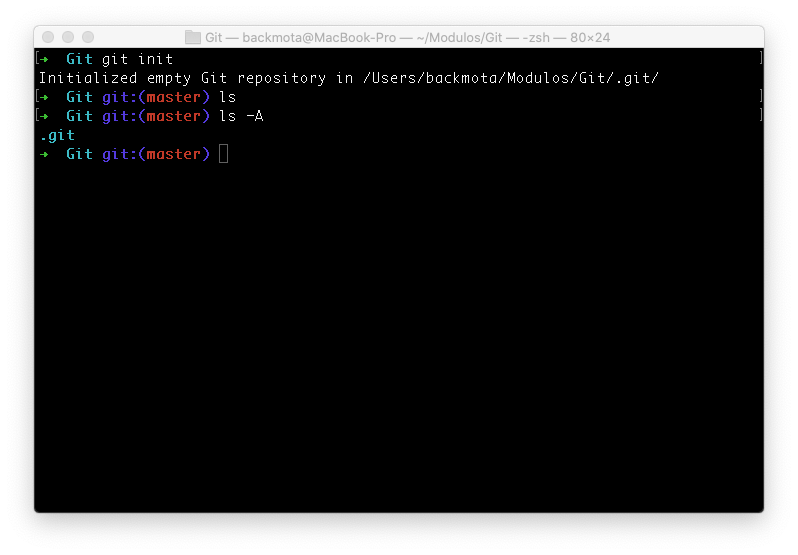 Git — backmota@MacBook-Pro — ~/Modulos/Git — -zsh — 80×24
[➜  Git git init ]
Initialized empty Git repository in /Users/backmota/Modulos/Git/.git/
[➜  Git git:(master) ls ]
[➜  Git git:(master) ls -A ]
.git
➜  Git git:(master)